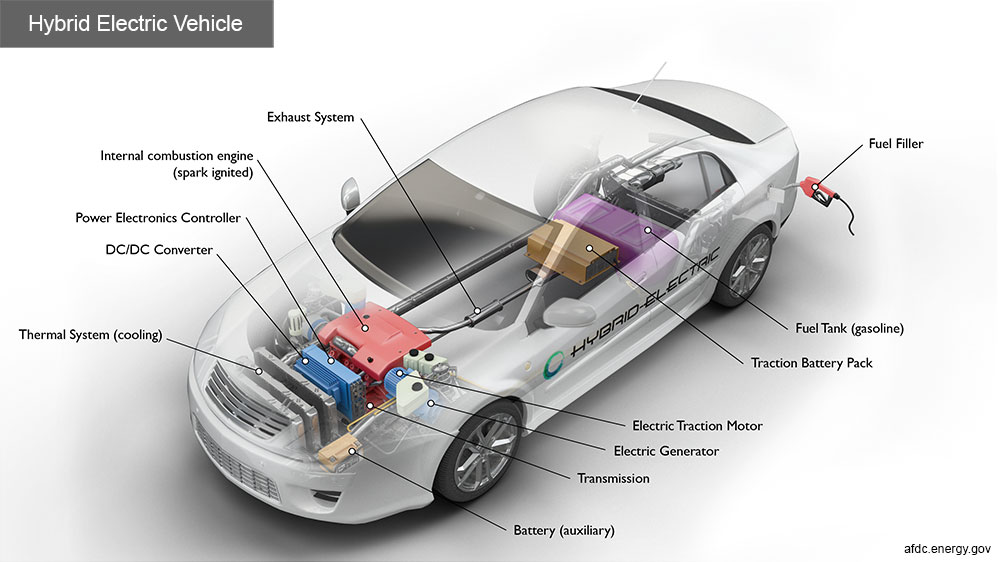 Hybrid Electric Vehicle
Exhaust System
Fuel Filler
Internal combustion engine
(spark ignited)
Power Electronics Controller
DC/DC Converter
Thermal System (cooling)
HYBRID-ELECTRIC
Fuel Tank (gasoline)
Traction Battery Pack
Electric Traction Motor
Electric Generator
Transmission
Battery (auxiliary)
afdc.energy.gov